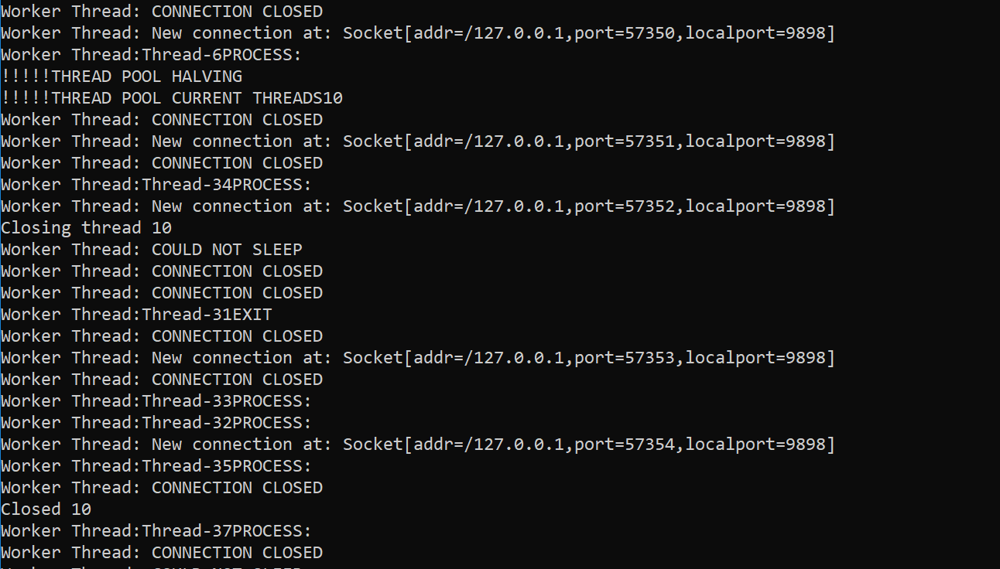 Worker Thread: CONNECTION CLOSED
Worker Thread: New connection at: Socket[addr=/127.0.0.1,port=57350,localport=9898]
Worker Thread:Thread-6PROCESS:
!!!!!THREAD POOL HALVING
!!!!!THREAD POOL CURRENT THREADS10
Worker Thread: CONNECTION CLOSED
Worker Thread: New connection at: Socket[addr=/127.0.0.1,port=57351,localport=9898]
Worker Thread: CONNECTION CLOSED
Worker Thread:Thread-34PROCESS:
Worker Thread: New connection at: Socket[addr=/127.0.0.1,port=57352,localport=9898]
Closing thread 10
Worker Thread: COULD NOT SLEEP
Worker Thread: CONNECTION CLOSED
Worker Thread: CONNECTION CLOSED
Worker Thread:Thread-31EXIT
Worker Thread: CONNECTION CLOSED
Worker Thread: New connection at: Socket[addr=/127.0.0.1,port=57353,localport=9898]
Worker Thread: CONNECTION CLOSED
Worker Thread:Thread-33PROCESS:
Worker Thread:Thread-32PROCESS:
Worker Thread: New connection at: Socket[addr=/127.0.0.1,port=57354,localport=9898]
Worker Thread:Thread-35PROCESS:
Worker Thread: CONNECTION CLOSED
Closed 10
Worker Thread:Thread-37PROCESS:
Worker Thread: CONNECTION CLOSED